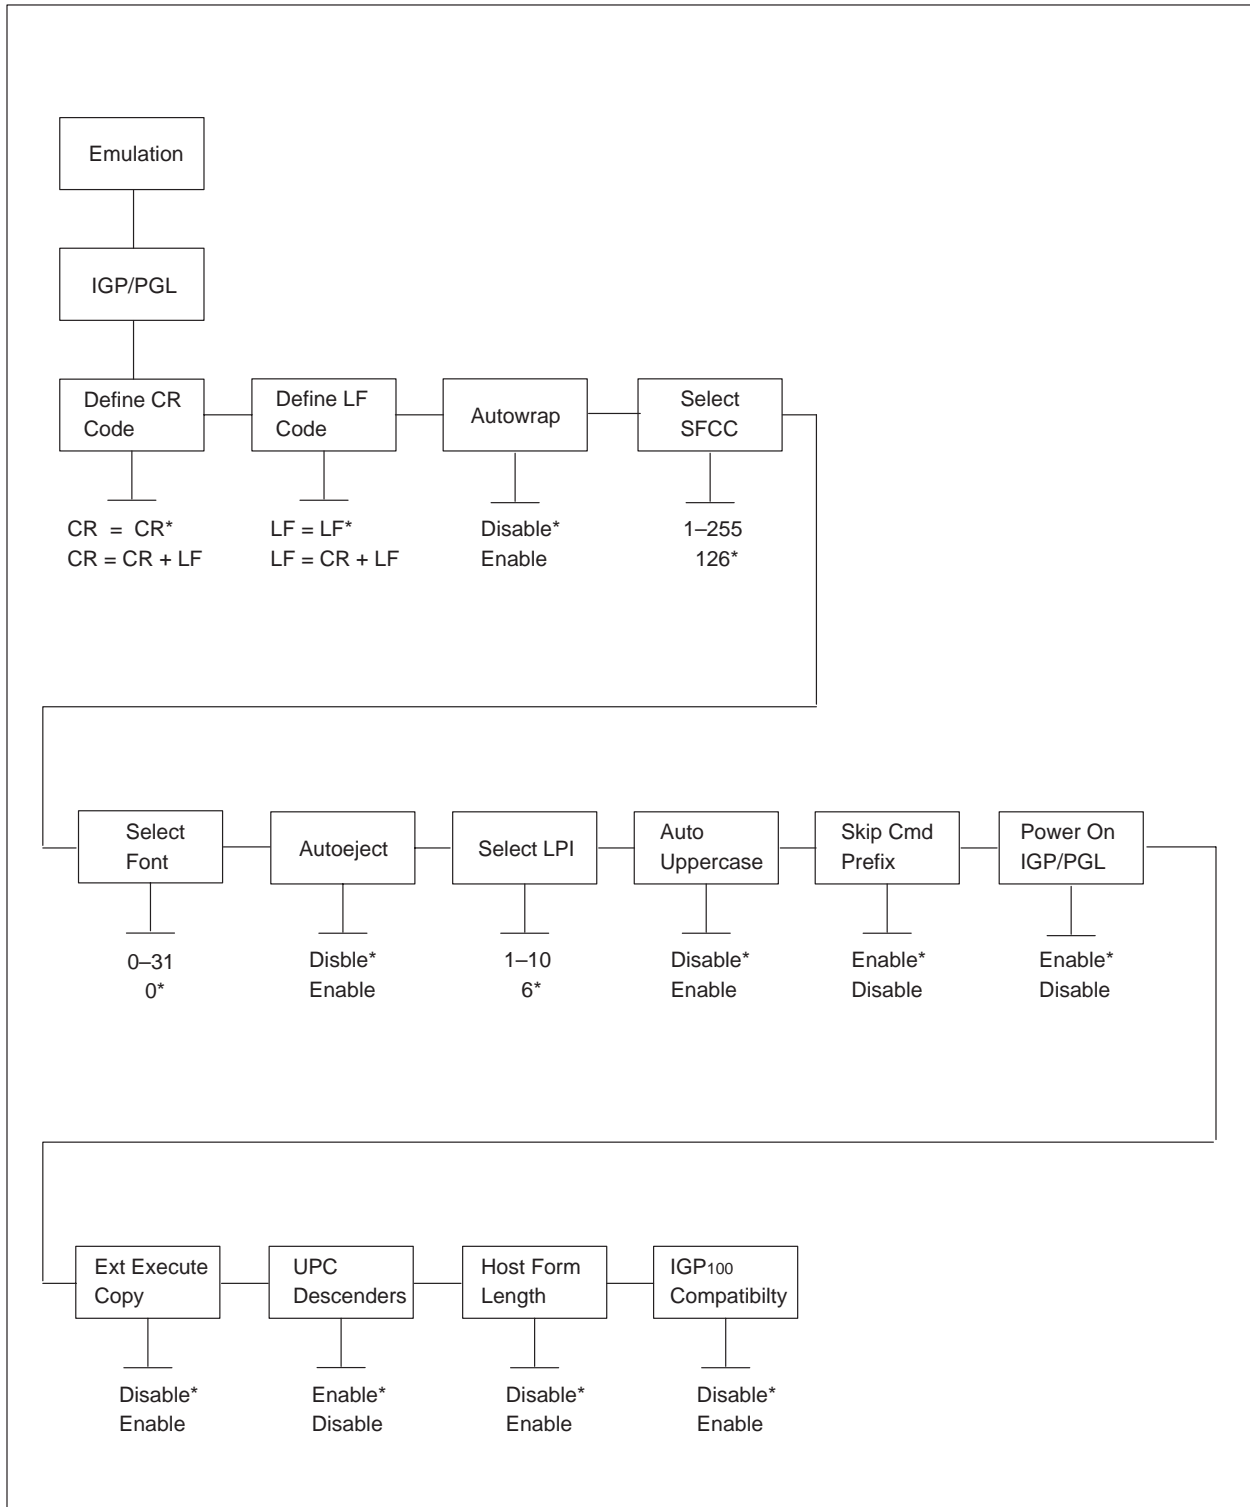 Emulation
IGP/PGL
Define CR
Code
Define LF
Code
Autowrap
Select
SFCC
CR = CR*
CR = CR + LF
LF = LF*
LF = CR + LF
Disable*
Enable
1–255
126*
Select
Font
Autoeject
Select LPI
Auto
Uppercase
Skip Cmd
Prefix
Power On
IGP/PGL
0–31
0*
Disble*
Enable
1–10
6*
Disable*
Enable
Enable*
Disable
Enable*
Disable
Ext Execute
Copy
UPC
Descenders
Host Form
Length
IGP100
Compatibilty
Disable*
Enable
Enable*
Disable
Disable*
Enable
Disable*
Enable